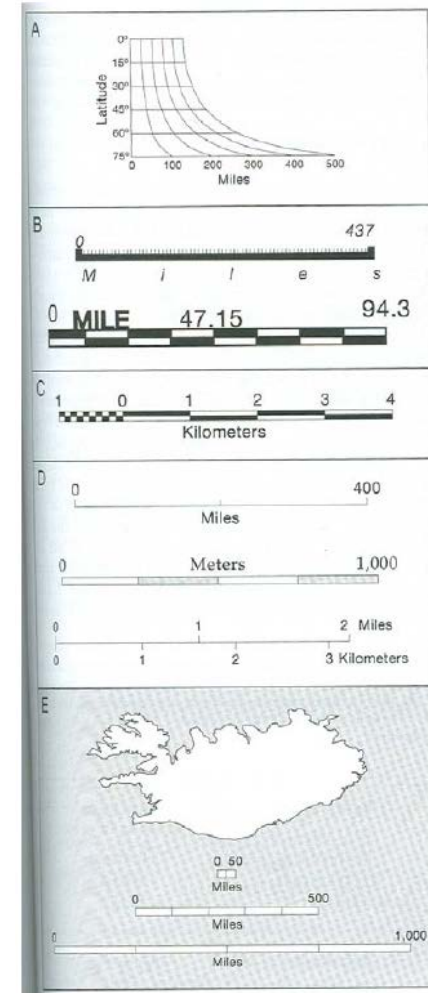 A
0°
15°
30°
45°
60°
75°
Latitude
0 100 200 300 400 500
Miles
B
0 437
M i l e s
0 MILE 47.15 94.3
C
1 0 1 2 3 4
Kilometers
D
0 400
Miles
0 Meters 1,000
0 1 2 Miles
0 1 2 3 Kilometers
E
0 50
Miles
0 500
Miles
0 1,000
Miles